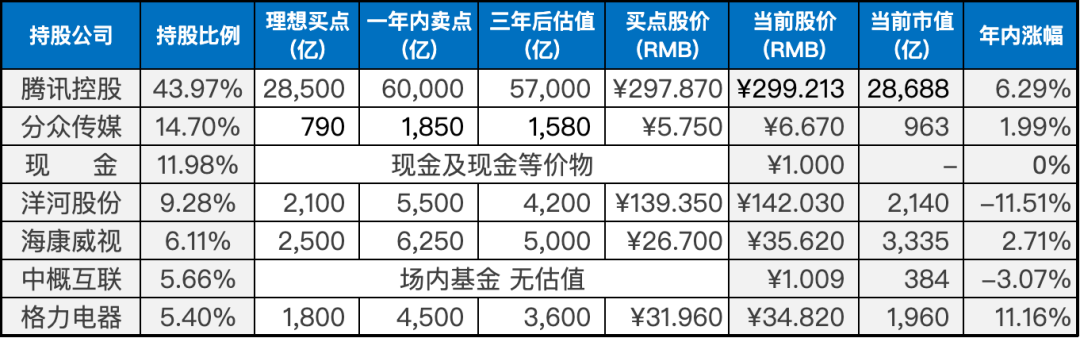 持股公司 持股比例 理想买点(亿) 一年内卖点(亿) 三年后估值(亿) 买点股价(RMB) 当前股价(RMB) 当前市值(亿) 年内涨幅
腾讯控股 43.97% 28,500 60,000 57,000 ¥297.870 ¥299.213 28,688 6.29%
分众传媒 14.70% 790 1,850 1,580 ¥5.750 ¥6.670 963 1.99%
现 金 11.98% 现金及现金等价物 ¥1.000 – 0%
洋河股份 9.28% 2,100 5,500 4,200 ¥139.350 ¥142.030 2,140 –11.51%
海康威视 6.11% 2,500 6,250 5,000 ¥26.700 ¥35.620 3,335 2.71%
中概互联 5.66% 场内基金 无估值 ¥1.009 384 –3.07%
格力电器 5.40% 1,800 4,500 3,600 ¥31.960 ¥34.820 1,960 11.16%